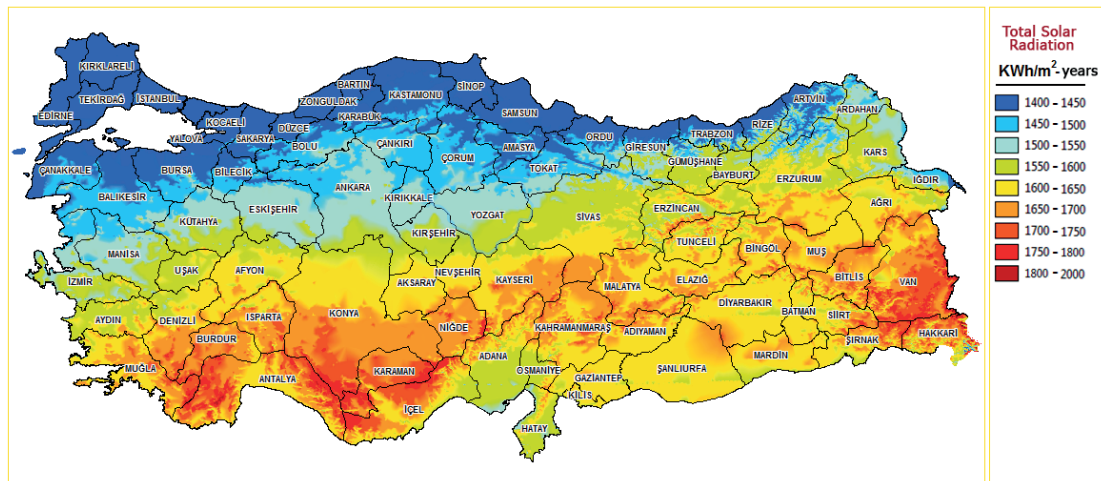 Total Solar
Radiation
KWh/m²-years
1400 - 1450
1450 - 1500
1500 - 1550
1550 - 1600
1600 - 1650
1650 - 1700
1700 - 1750
1750 - 1800
1800 - 2000
KIRKLARELİ
TEKİRDAĞ
İSTANBUL
EDİRNE
KOCAELİ
YALOVA
SAKARYA
DÜZCE
BOLU
ZONGULDAK
BARTIN
KARABÜK
KASTAMONU
SİNOP
SAMSUN
ORDU
GİRESUN
TRABZON
RİZE
ARTVİN
ARDAHAN
KARS
IĞDIR
ÇANAKKALE
BURSA
BİLECİK
BALIKESİR
KÜTAHYA
ESKİŞEHİR
ANKARA
ÇANKIRI
ÇORUM
AMASYA
TOKAT
KIRIKKALE
YOZGAT
SİVAS
GÜMÜŞHANE
BAYBURT
ERZURUM
ERZİNCAN
AĞRI
MANİSA
İZMİR
UŞAK
AFYON
KIRŞEHİR
NEVŞEHİR
AKSARAY
KAYSERİ
MALATYA
TUNCELİ
BİNGÖL
MUŞ
ELAZIĞ
BİTLİS
VAN
AYDIN
DENİZLİ
ISPARTA
BURDUR
KONYA
NİĞDE
KAHRAMANMARAŞ
ADIYAMAN
DİYARBAKIR
BATMAN
SİİRT
ŞIRNAK
HAKKARİ
MUĞLA
ANTALYA
KARAMAN
İÇEL
ADANA
OSMANİYE
GAZİANTEP
KİLİS
ŞANLIURFA
MARDİN
HATAY